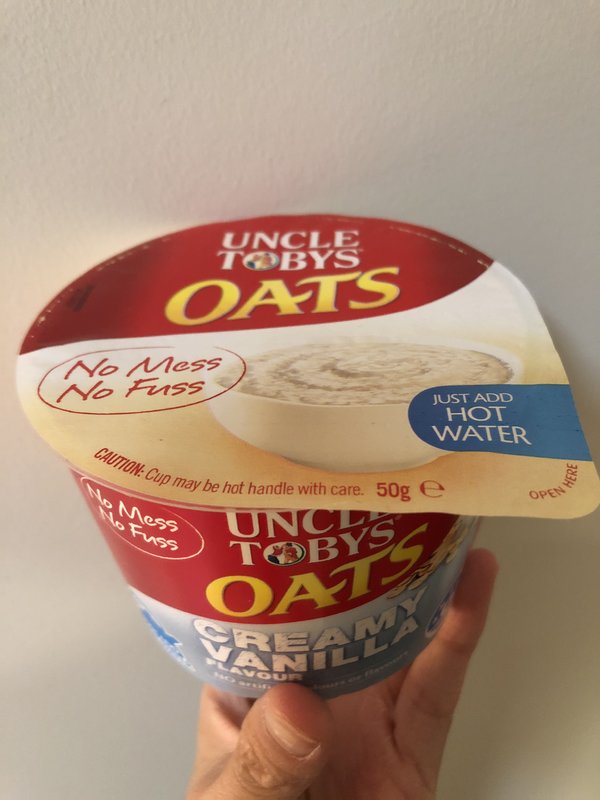 UNCLE
TOBYS
OATS
No Mess
No Fuss
JUST ADD
HOT
WATER
CAUTION: Cup may be hot handle with care. 50g ℮
OPEN HERE
No Mess
No Fuss
UNCLE
TOBYS
OATS
CREAMY
VANILLA
FLAVOUR
NO